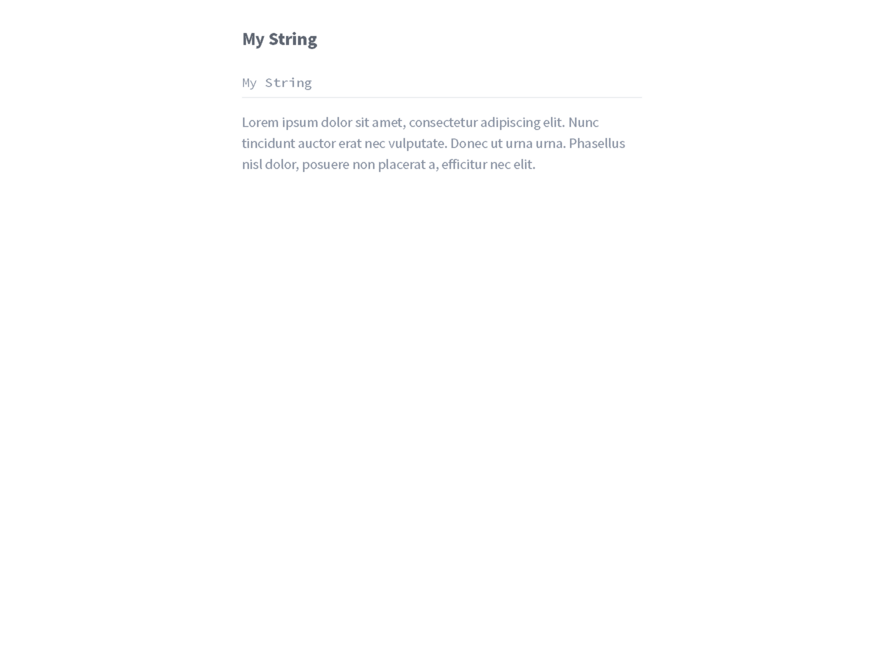 My String
My String
Lorem ipsum dolor sit amet, consectetur adipiscing elit. Nunc
tincidunt auctor erat nec vulputate. Donec ut urna urna. Phasellus
nisl dolor, posuere non placerat a, efficitur nec elit.